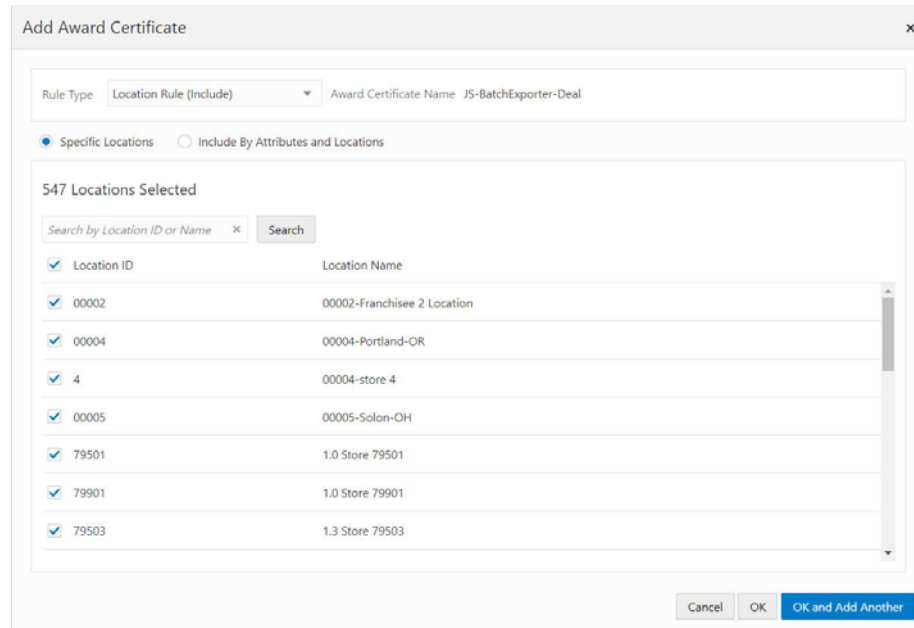 Add Award Certificate ×
Rule Type Location Rule (Include) Award Certificate Name JS-BatchExporter-Deal
Specific Locations Include By Attributes and Locations
547 Locations Selected
Search by Location ID or Name × Search
Location ID Location Name
00002 00002-Franchisee 2 Location
00004 00004-Portland-OR
4 00004-store 4
00005 00005-Solon-OH
79501 1.0 Store 79501
79901 1.0 Store 79901
79503 1.3 Store 79503
Cancel OK OK and Add Another